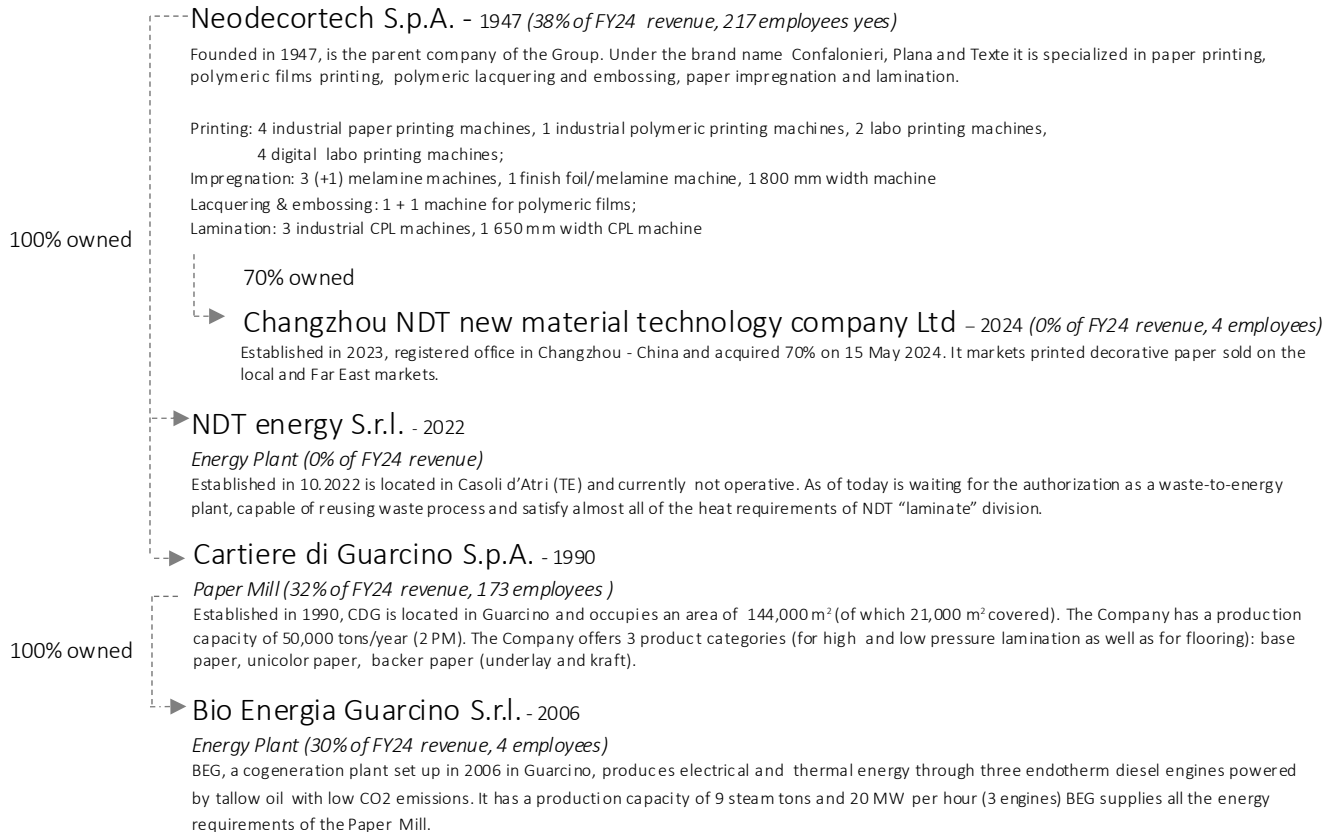 Neodecortech S.p.A. - 1947 (38% of FY24 revenue, 217 employees yees)
Founded in 1947, is the parent company of the Group. Under the brand name Confalonieri, Plana and Texte it is specialized in paper printing,
polymeric films printing, polymeric lacquering and embossing, paper impregnation and lamination.
Printing: 4 industrial paper printing machines, 1 industrial polymeric printing machines, 2 labo printing machines,
4 digital labo printing machines;
Impregnation: 3 (+1) melamine machines, 1 finish foil/melamine machine, 1 800 mm width machine
Lacquering & embossing: 1 + 1 machine for polymeric films;
Lamination: 3 industrial CPL machines, 1 650 mm width CPL machine
100% owned
70% owned
Changzhou NDT new material technology company Ltd – 2024 (0% of FY24 revenue, 4 employees)
Established in 2023, registered office in Changzhou - China and acquired 70% on 15 May 2024. It markets printed decorative paper sold on the
local and Far East markets.
NDT energy S.r.l. - 2022
Energy Plant (0% of FY24 revenue)
Established in 10.2022 is located in Casoli d’Atri (TE) and currently not operative. As of today is waiting for the authorization as a waste-to-energy
plant, capable of reusing waste process and satisfy almost all of the heat requirements of NDT “laminate” division.
Cartiere di Guarcino S.p.A. - 1990
Paper Mill (32% of FY24 revenue, 173 employees )
Established in 1990, CDG is located in Guarcino and occupies an area of 144,000 m² (of which 21,000 m² covered). The Company has a production
capacity of 50,000 tons/year (2 PM). The Company offers 3 product categories (for high and low pressure lamination as well as for flooring): base
paper, unicolor paper, backer paper (underlay and kraft).
100% owned
Bio Energia Guarcino S.r.l. - 2006
Energy Plant (30% of FY24 revenue, 4 employees)
BEG, a cogeneration plant set up in 2006 in Guarcino, produces electrical and thermal energy through three endotherm diesel engines powered
by tallow oil with low CO2 emissions. It has a production capacity of 9 steam tons and 20 MW per hour (3 engines) BEG supplies all the energy
requirements of the Paper Mill.